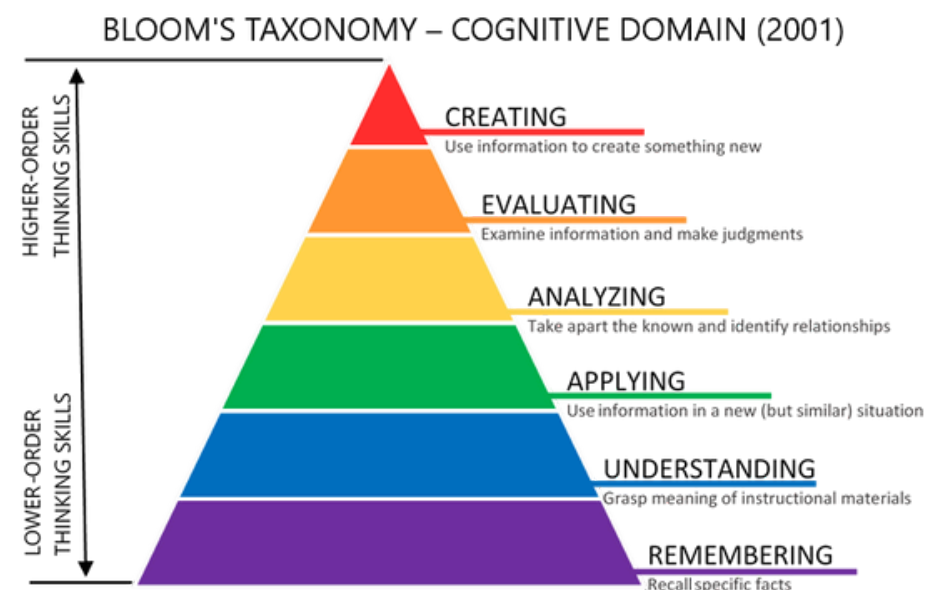 BLOOM'S TAXONOMY – COGNITIVE DOMAIN (2001)
HIGHER-ORDER
THINKING SKILLS
LOWER-ORDER
THINKING SKILLS
CREATING
Use information to create something new
EVALUATING
Examine information and make judgments
ANALYZING
Take apart the known and identify relationships
APPLYING
Use information in a new (but similar) situation
UNDERSTANDING
Grasp meaning of instructional materials
REMEMBERING
Recall specific facts